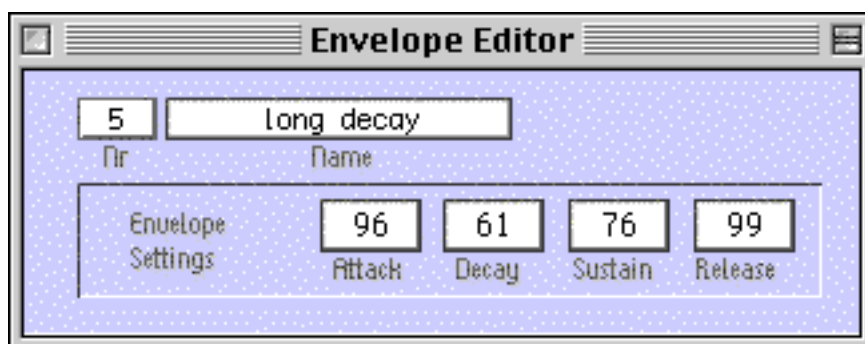 Envelope Editor
5 long decay
Nr Name
Envelope
Settings
96 61 76 99
Attack Decay Sustain Release